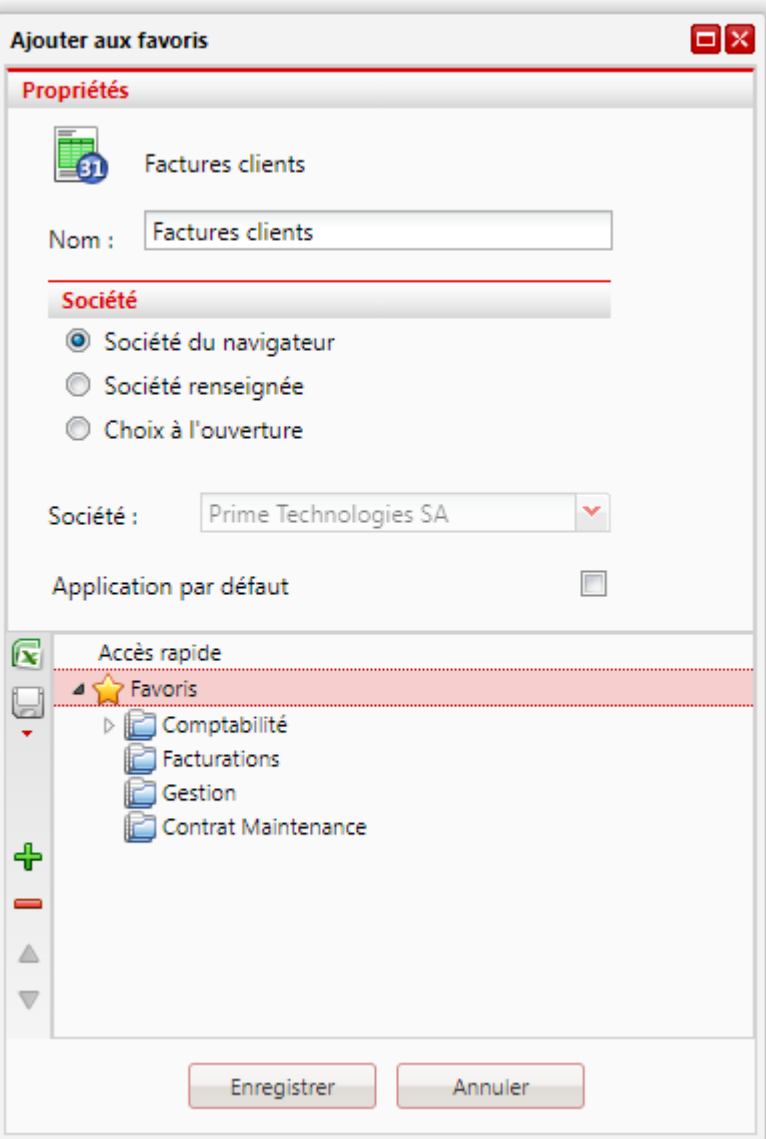 Ajouter aux favoris
Propriétés
31
Factures clients
Nom : Factures clients
Société
Société du navigateur
Société renseignée
Choix à l'ouverture
Société : Prime Technologies SA
Application par défaut
Accès rapide
Favoris
Comptabilité
Facturations
Gestion
Contrat Maintenance
Enregistrer Annuler